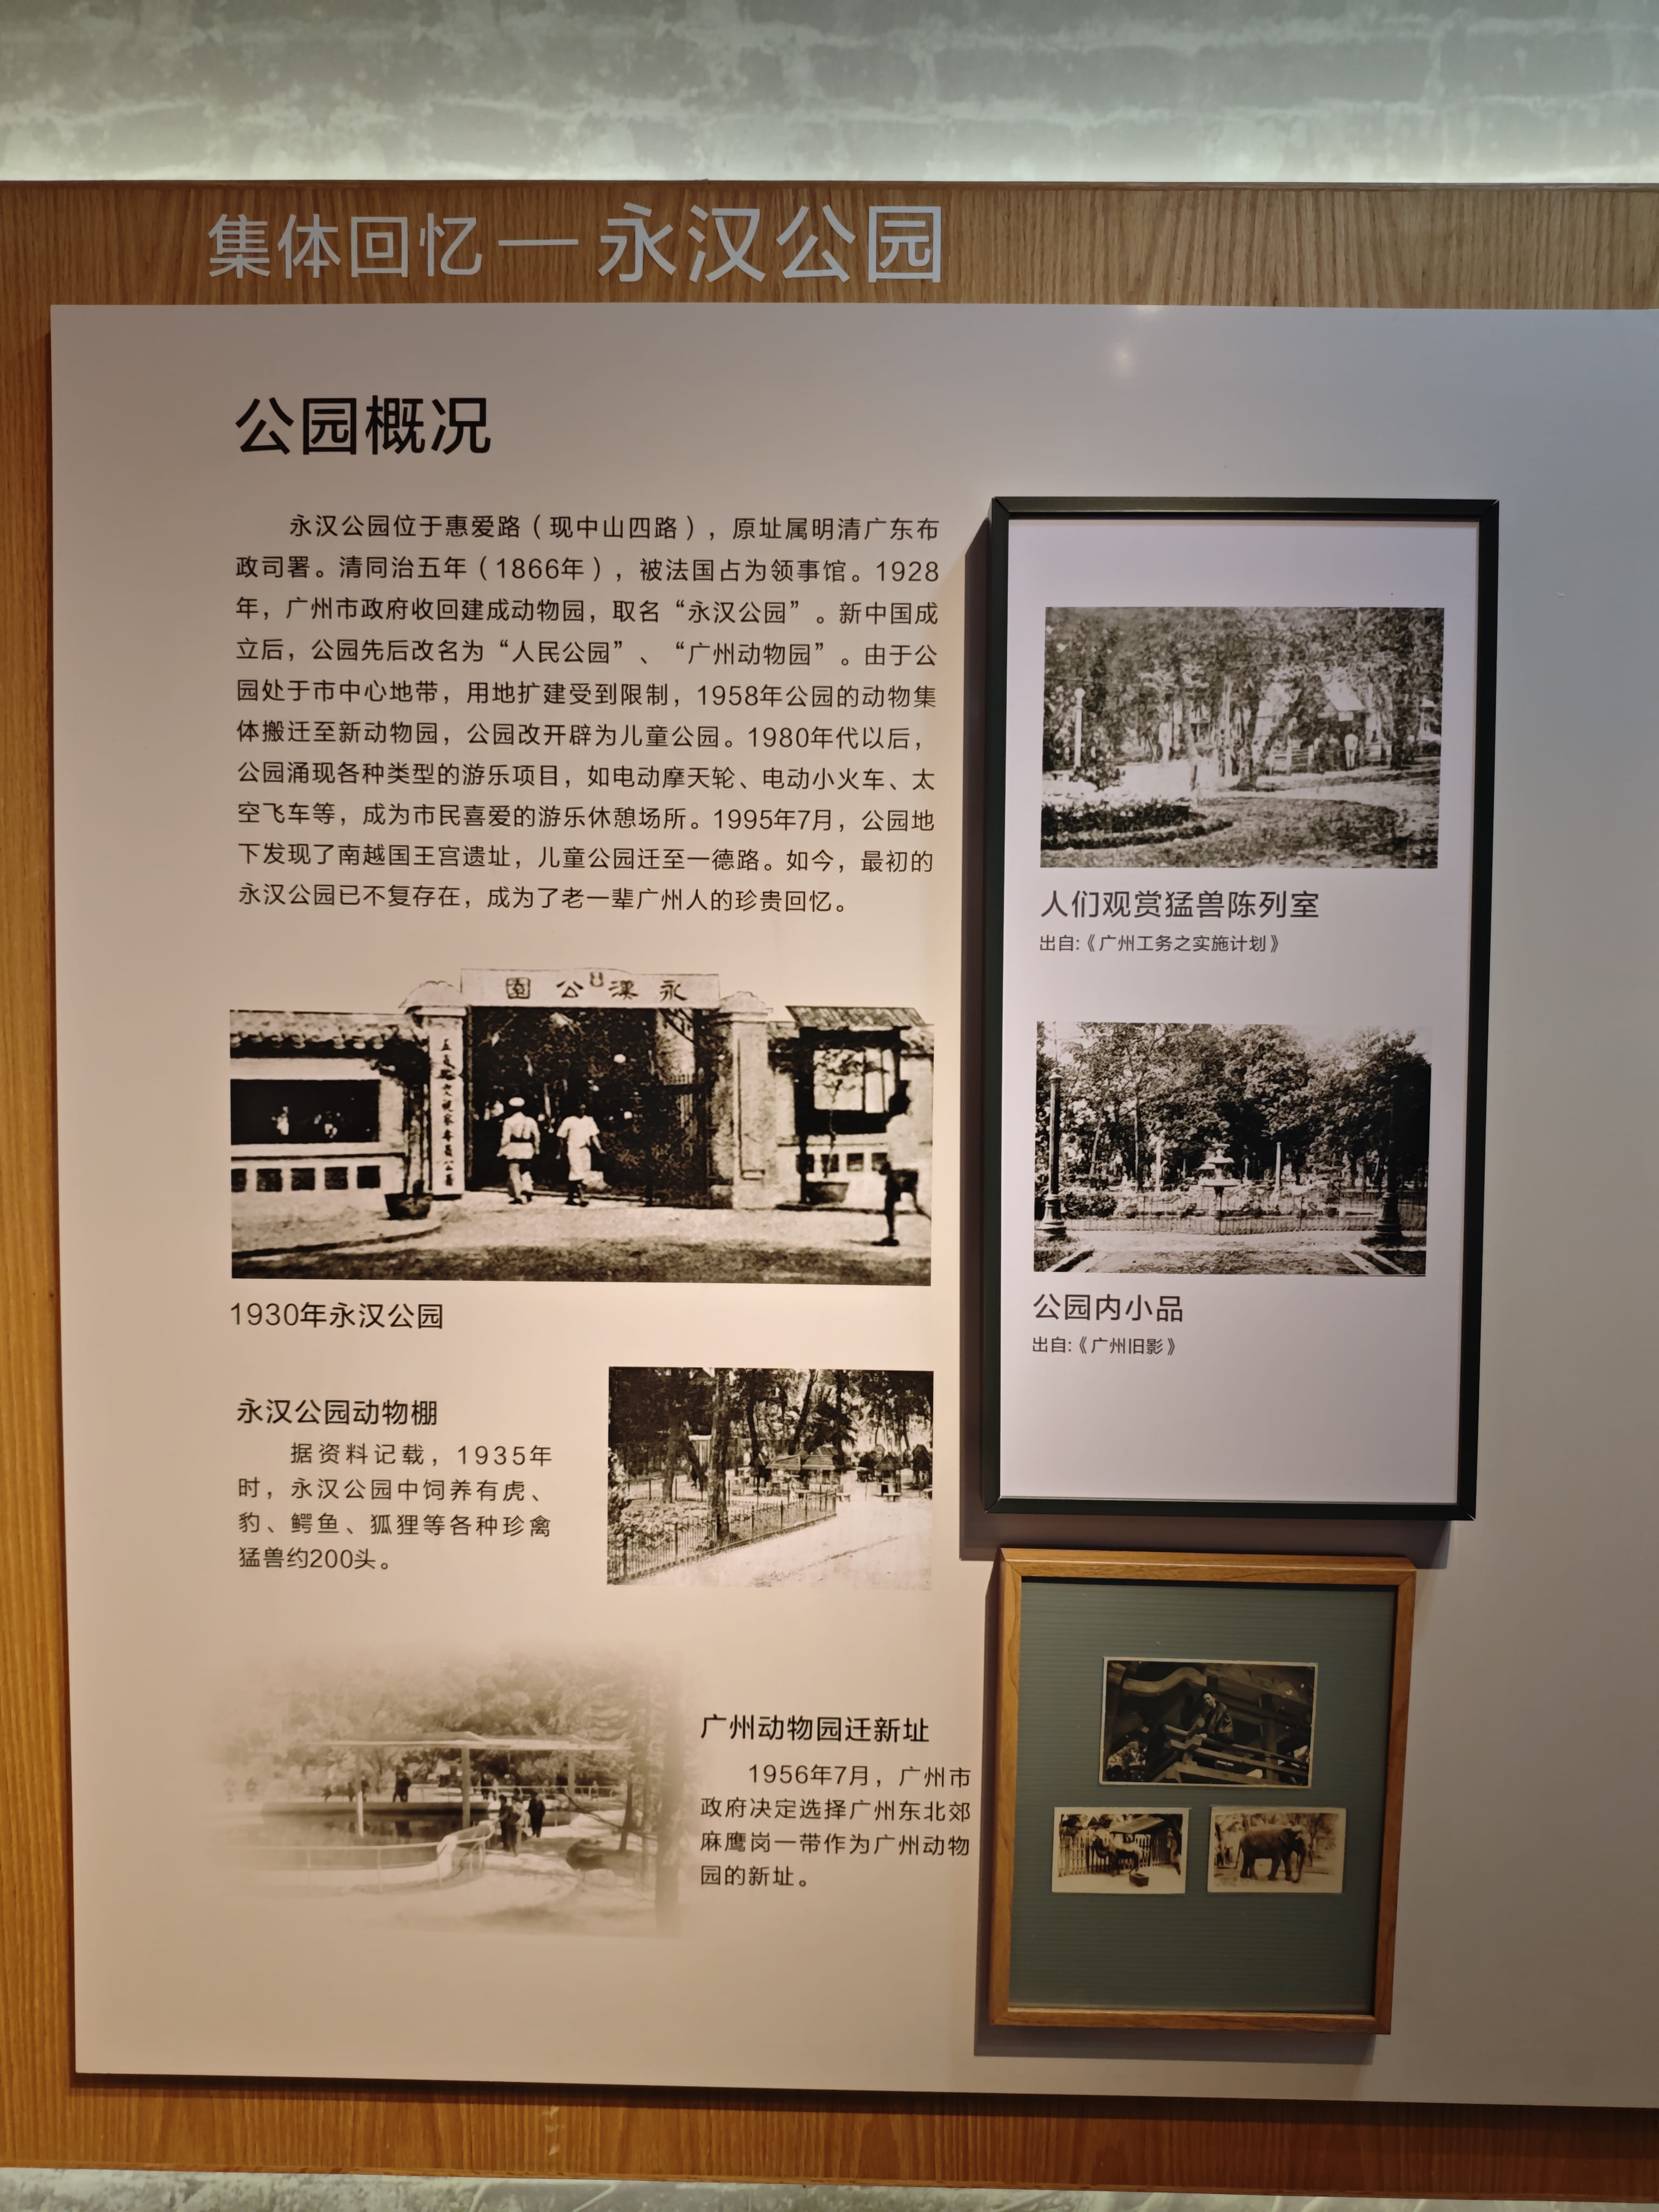 集体回忆 — 永汉公园
公园概况
永汉公园位于惠爱路（现中山四路），原址属明清广东布
政司署。清同治五年（1866年），被法国占为领事馆。1928
年，广州市政府收回建成动物园，取名“永汉公园”。新中国成
立后，公园先后改名为“人民公园”、“广州动物园”。由于公
园处于市中心地带，用地扩建受到限制，1958年公园的动物集
体搬迁至新动物园，公园改开辟为儿童公园。1980年代以后，
公园涌现各种类型的游乐项目，如电动摩天轮、电动小火车、太
空飞车等，成为市民喜爱的游乐休憩场所。1995年7月，公园地
下发现了南越国王宫遗址，儿童公园迁至一德路。如今，最初的
永汉公园已不复存在，成为了老一辈广州人的珍贵回忆。
園公漢永
1930年永汉公园
永汉公园动物棚
据资料记载，1935年
时，永汉公园中饲养有虎、
豹、鳄鱼、狐狸等各种珍禽
猛兽约200头。
广州动物园迁新址
1956年7月，广州市
政府决定选择广州东北郊
麻鹰岗一带作为广州动物
园的新址。
人们观赏猛兽陈列室
出自:《广州工务之实施计划》
公园内小品
出自:《广州旧影》